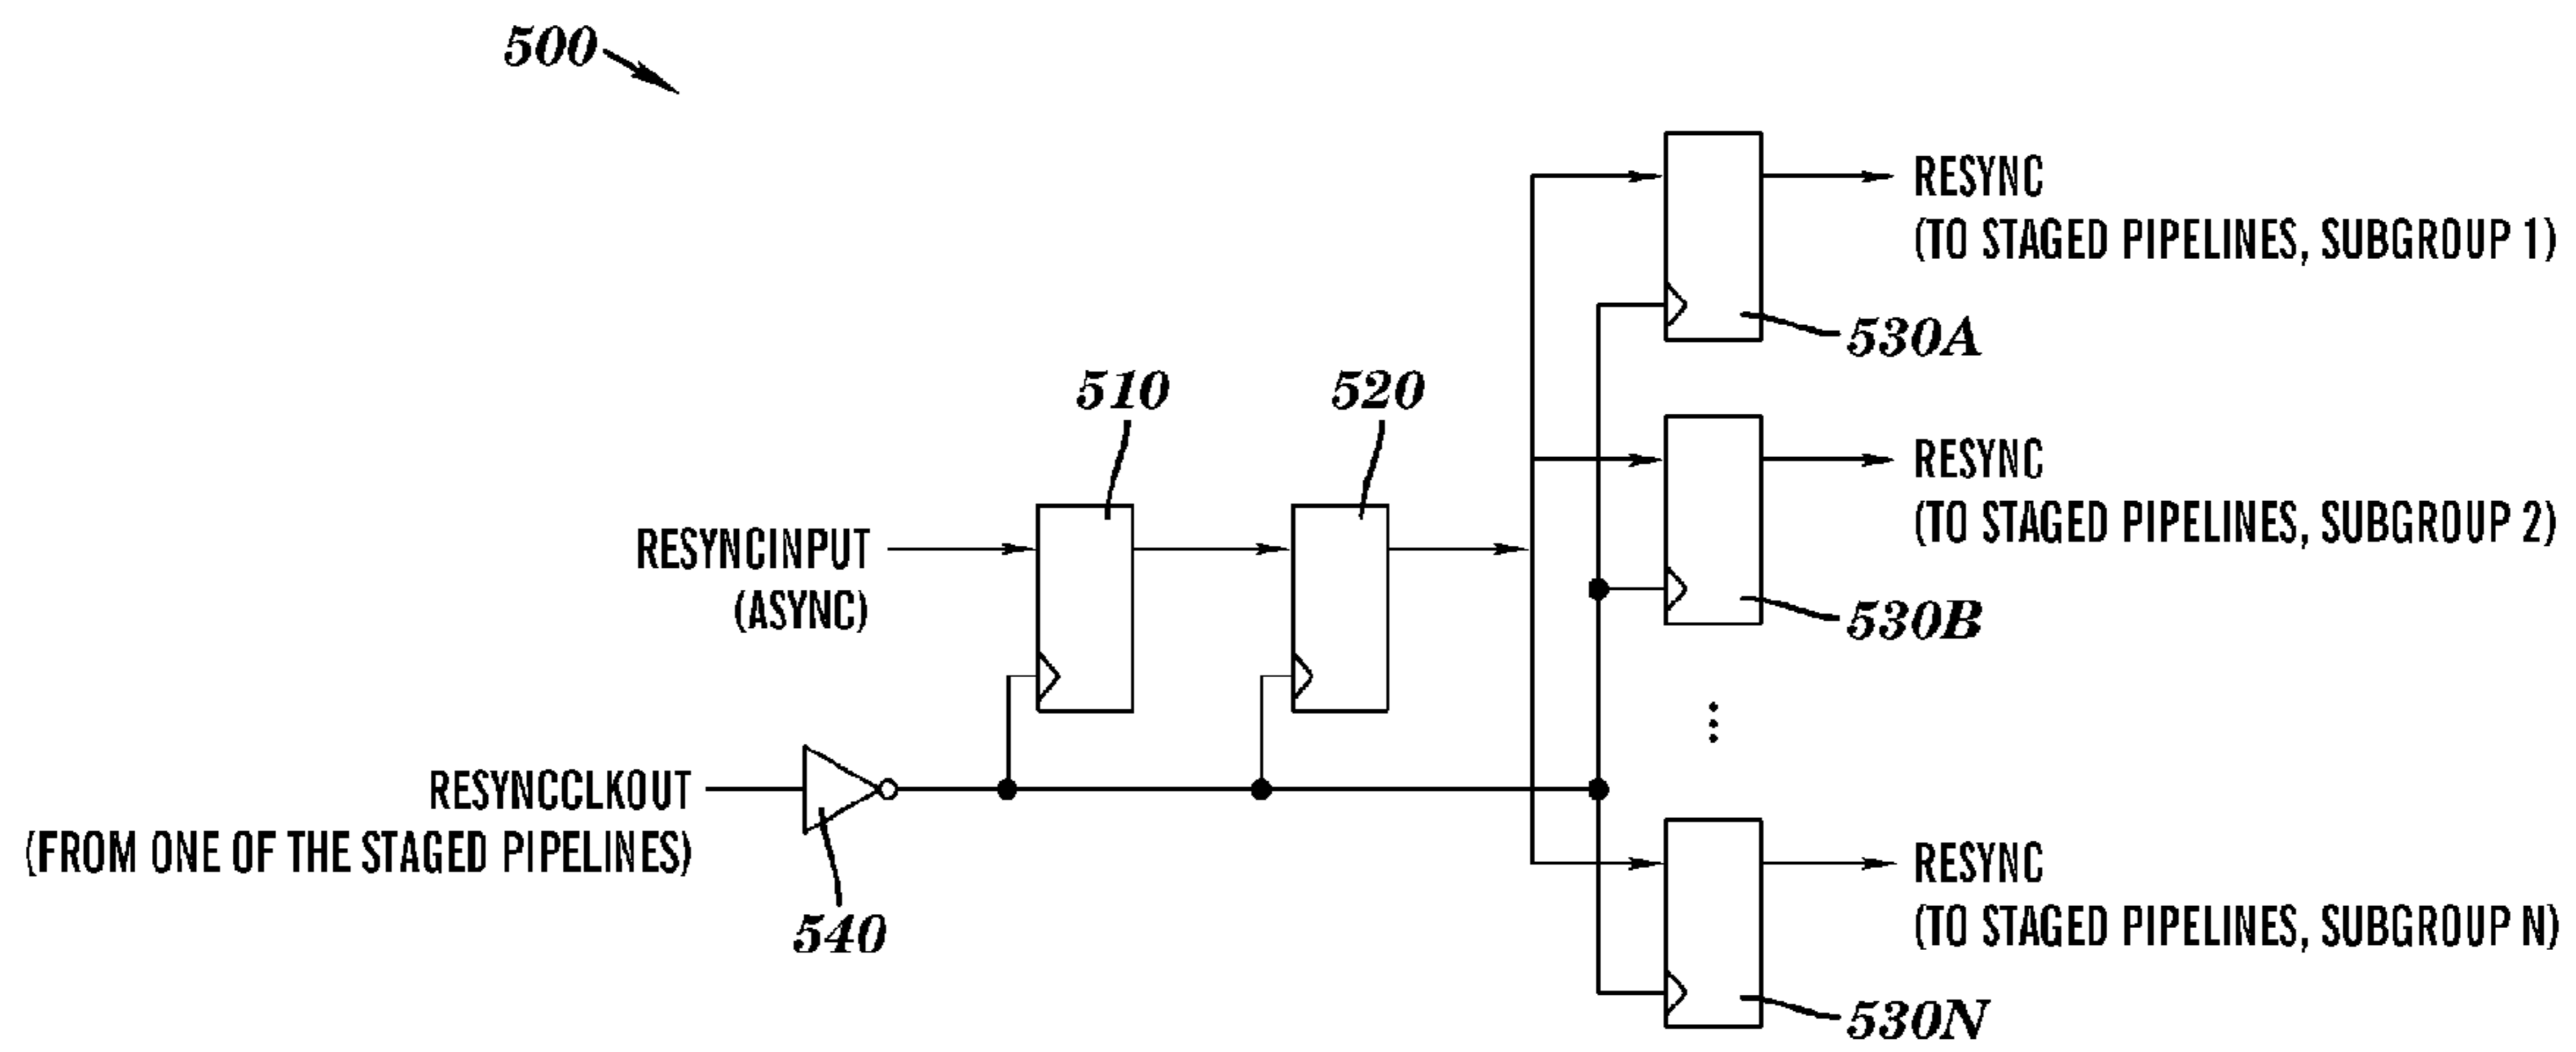 500
RESYNC
(TO STAGED PIPELINES, SUBGROUP 1)
530A
510
520
RESYNC
(TO STAGED PIPELINES, SUBGROUP 2)
530B
RESYNCINPUT
(ASYNC)
RESYNCCLKOUT
(FROM ONE OF THE STAGED PIPELINES)
540
RESYNC
(TO STAGED PIPELINES, SUBGROUP N)
530N